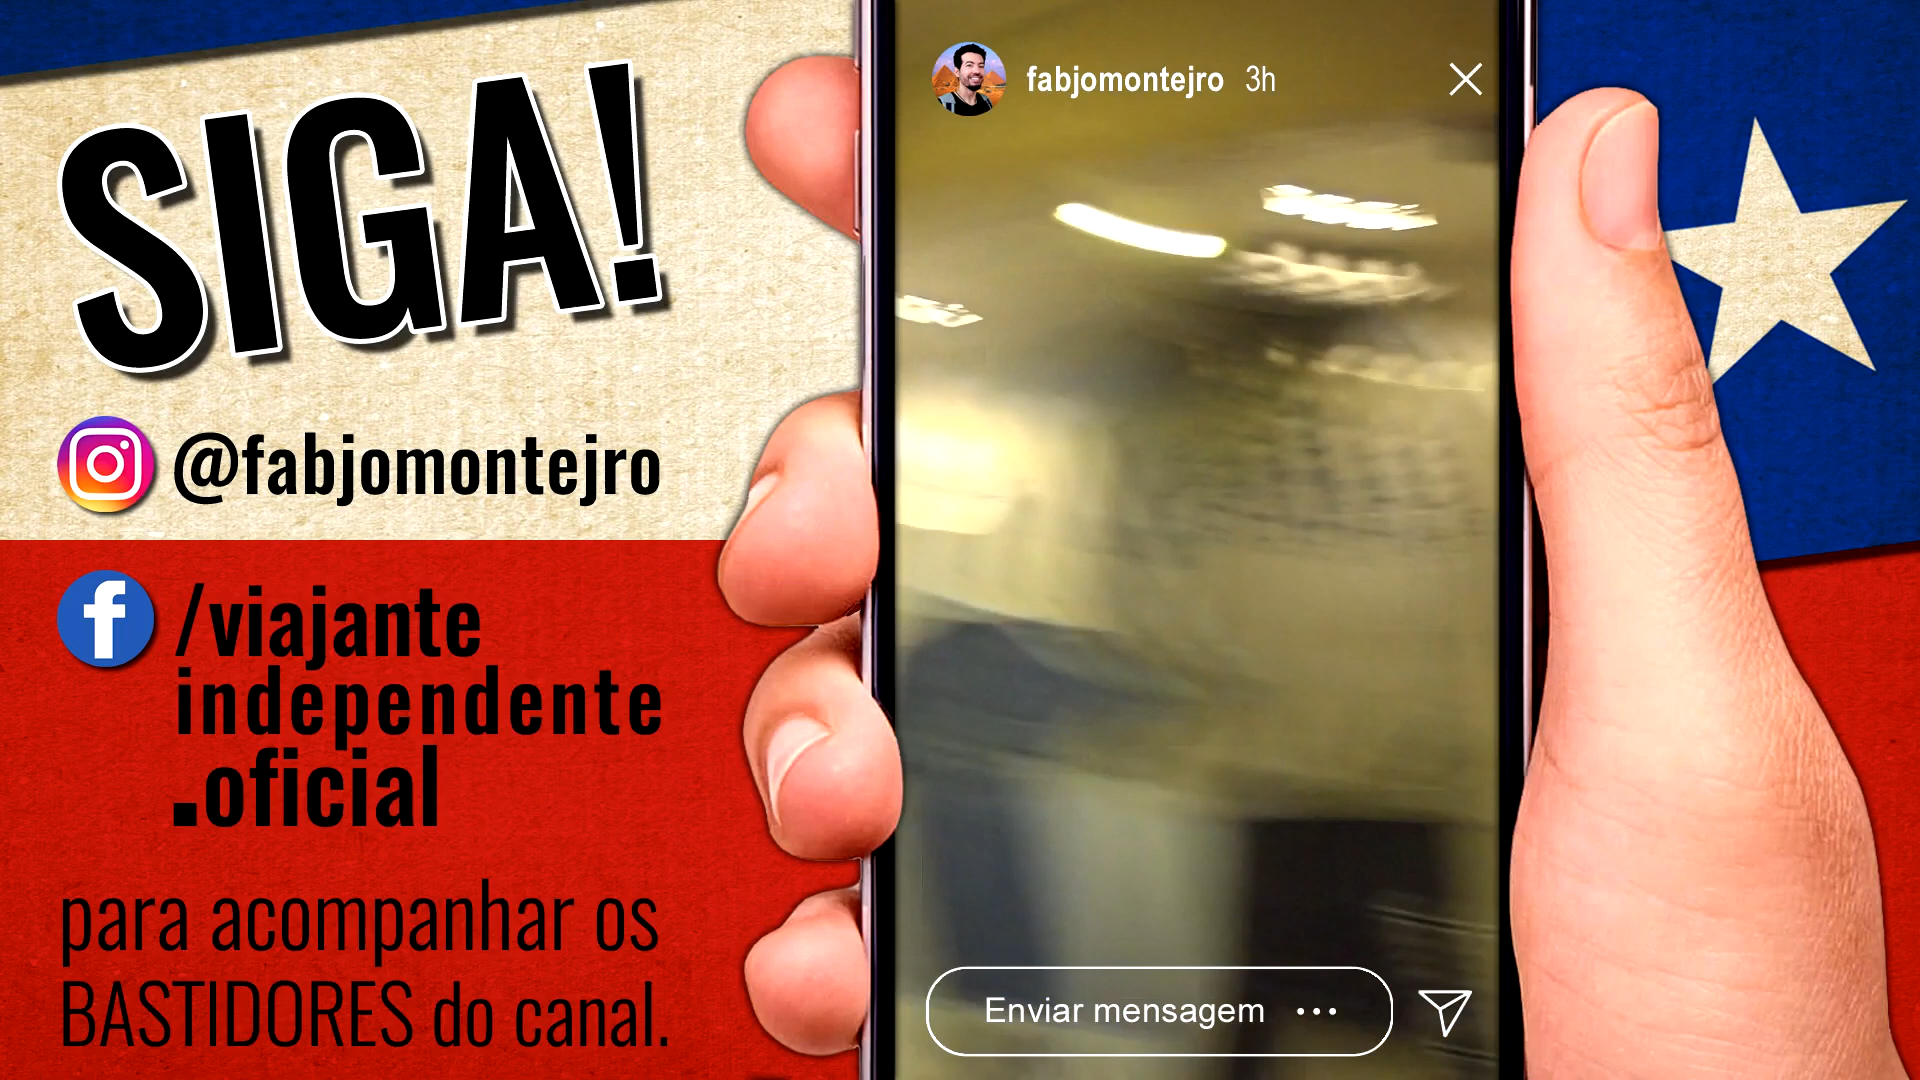 SIGA!
@fabjomontejro
/viajante
independente
.oficial
para acompanhar os
BASTIDORES do canal.
fabjomontejro 3h
Enviar mensagem